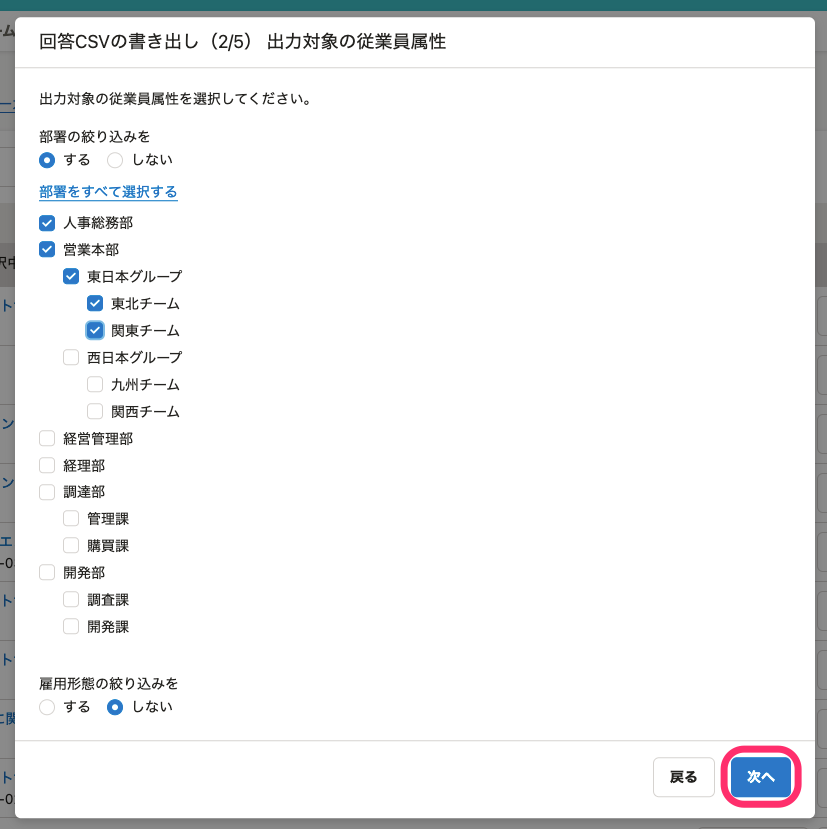 回答CSVの書き出し（2/5） 出力対象の従業員属性
出力対象の従業員属性を選択してください。
部署の絞り込みを
する しない
部署をすべて選択する
人事総務部
営業本部
東日本グループ
東北チーム
関東チーム
西日本グループ
九州チーム
関西チーム
経営管理部
経理部
調達部
管理課
購買課
開発部
調査課
開発課
雇用形態の絞り込みを
する しない
戻る 次へ